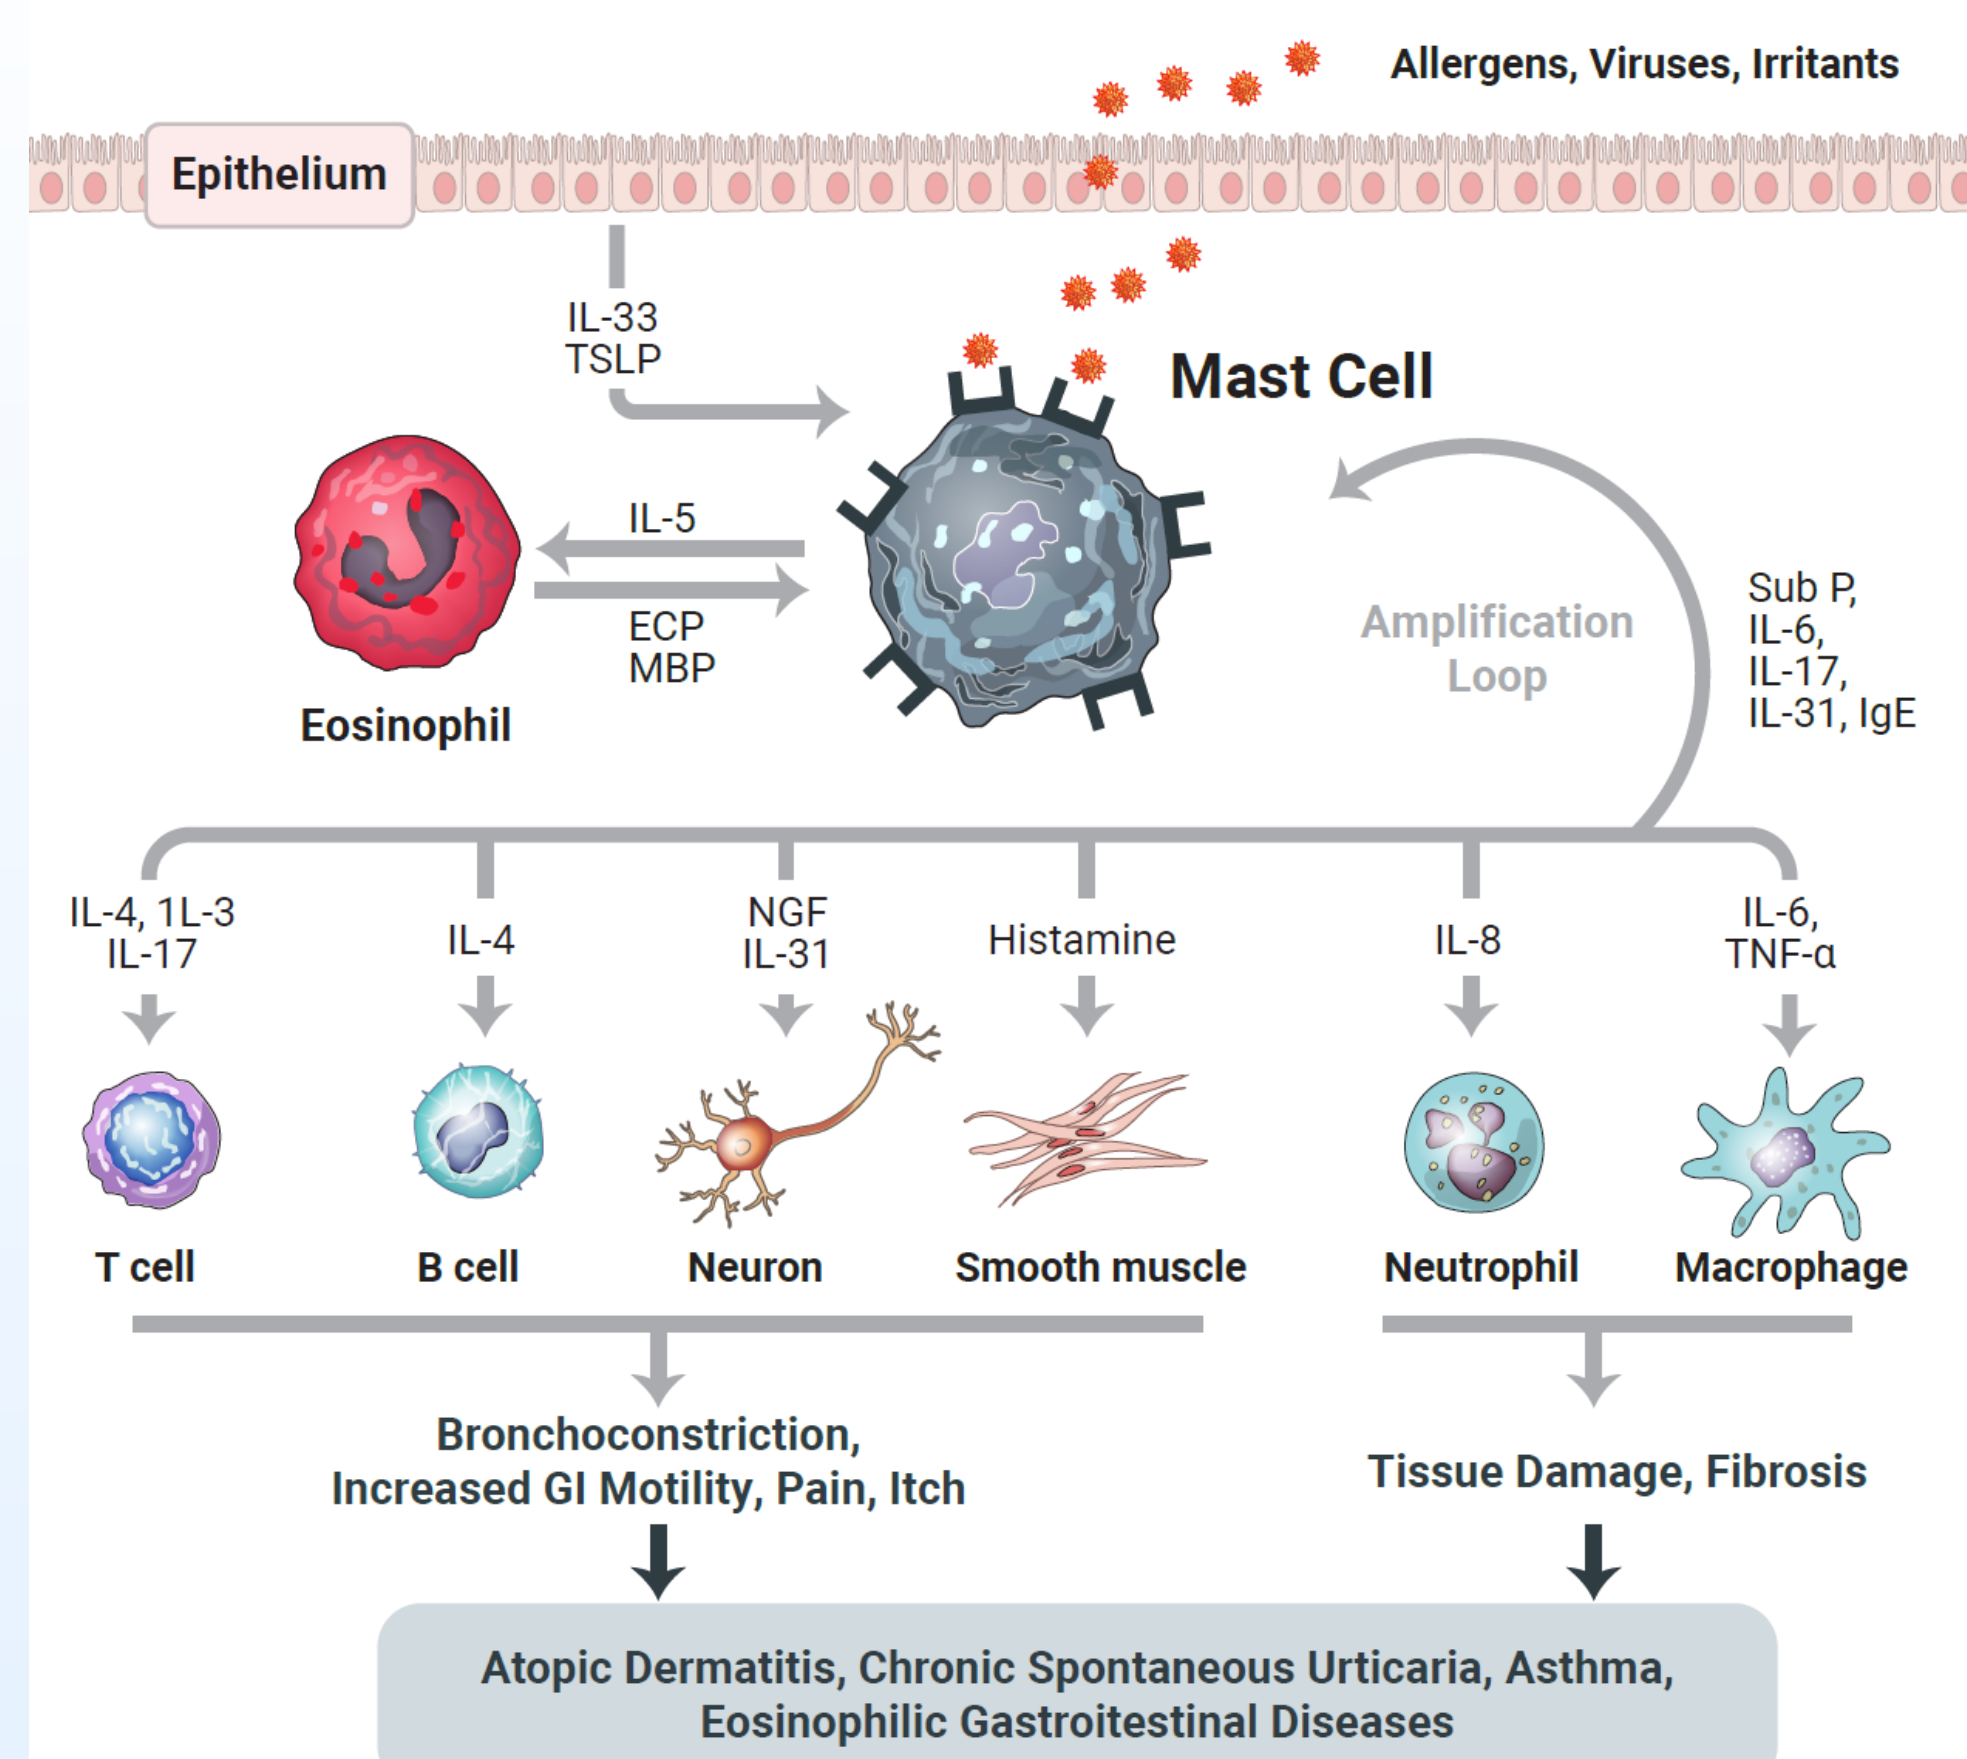 Allergens, Viruses, Irritants
Epithelium
IL-33
TSLP
Mast Cell
IL-5
ECP
MBP
Eosinophil
Amplification
Loop
Sub P,
IL-6,
IL-17,
IL-31, IgE
IL-4, 1L-3
IL-17
IL-4
NGF
IL-31
Histamine
IL-8
IL-6,
TNF-α
T cell
B cell
Neuron
Smooth muscle
Neutrophil
Macrophage
Bronchoconstriction,
Increased GI Motility, Pain, Itch
Tissue Damage, Fibrosis
Atopic Dermatitis, Chronic Spontaneous Urticaria, Asthma,
Eosinophilic Gastroitestinal Diseases